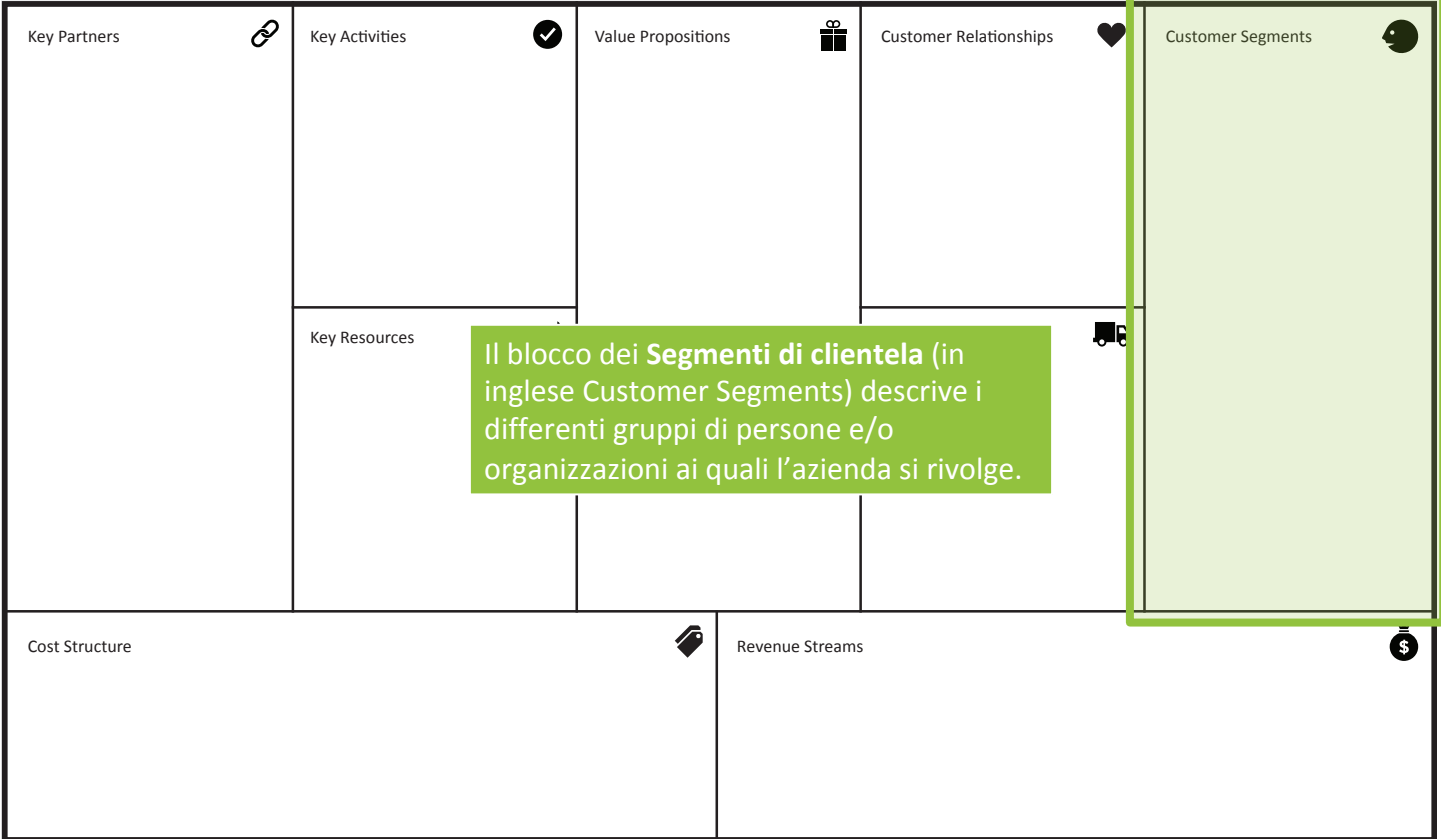 Key Partners
Key Activities
Value Propositions
Customer Relationships
Customer Segments
Key Resources
Il blocco dei Segmenti di clientela (in
inglese Customer Segments) descrive i
differenti gruppi di persone e/o
organizzazioni ai quali l’azienda si rivolge.
Cost Structure
Revenue Streams
$